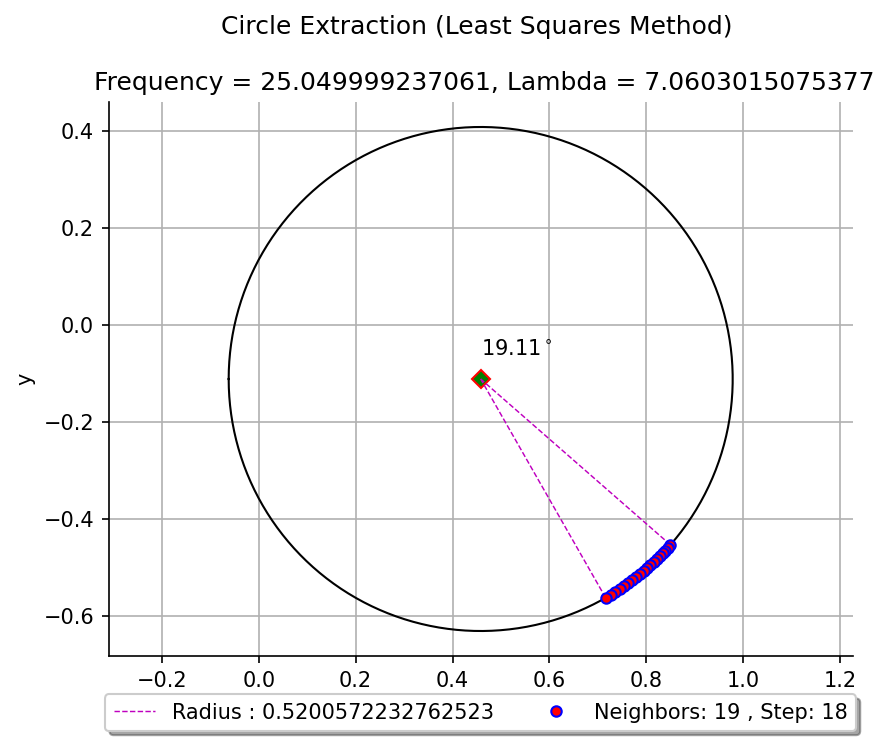 Circle Extraction (Least Squares Method)
Frequency = 25.049999237061, Lambda = 7.0603015075377
0.4
0.2
0.0
19.11°
y
−0.2
−0.4
−0.6
−0.2 0.0 0.2 0.4 0.6 0.8 1.0 1.2
Radius : 0.5200572232762523 Neighbors: 19 , Step: 18